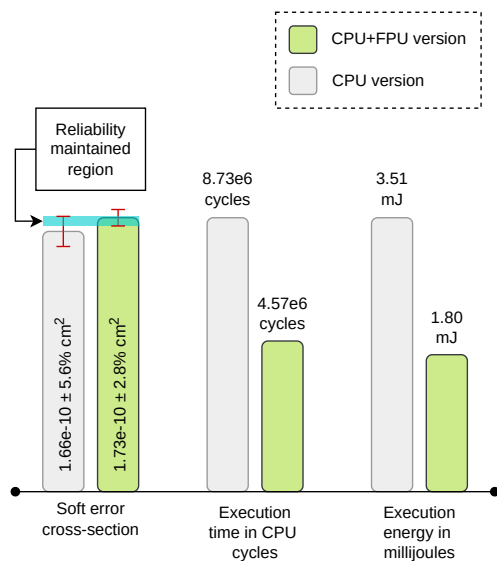 CPU+FPU version
CPU version
Reliability
maintained
region
8.73e6
cycles
3.51
mJ
4.57e6
cycles
1.80
mJ
1.66e-10 ± 5.6% cm²
1.73e-10 ± 2.8% cm²
Soft error
cross-section
Execution
time in CPU
cycles
Execution
energy in
millijoules